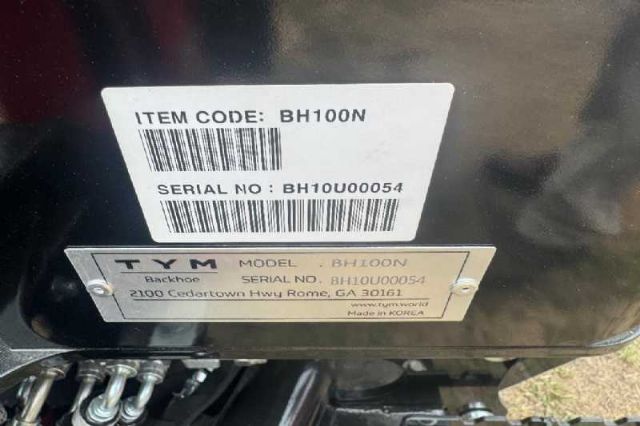 ITEM CODE: BH100N
SERIAL NO : BH10U00054
TYM MODEL . BH100N
Backhoe SERIAL NO. BH10U00054
2100 Cedartown Hwy Rome, GA 30161
www.tym.world
Made in KOREA